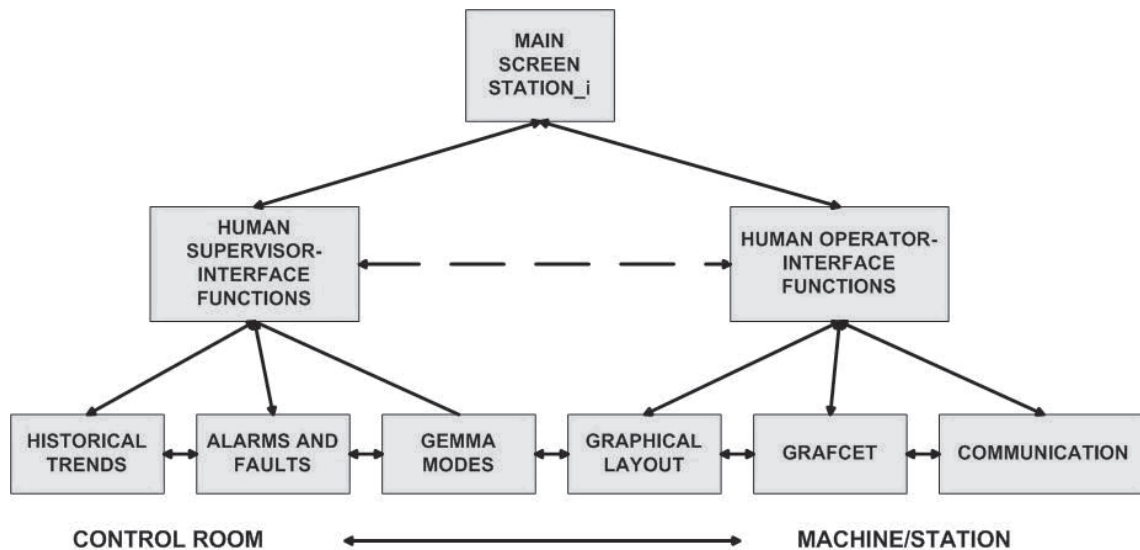 MAIN
SCREEN
STATION_i
HUMAN
SUPERVISOR-
INTERFACE
FUNCTIONS
HUMAN OPERATOR-
INTERFACE
FUNCTIONS
HISTORICAL
TRENDS
ALARMS AND
FAULTS
GEMMA
MODES
GRAPHICAL
LAYOUT
GRAFCET
COMMUNICATION
CONTROL ROOM
MACHINE/STATION